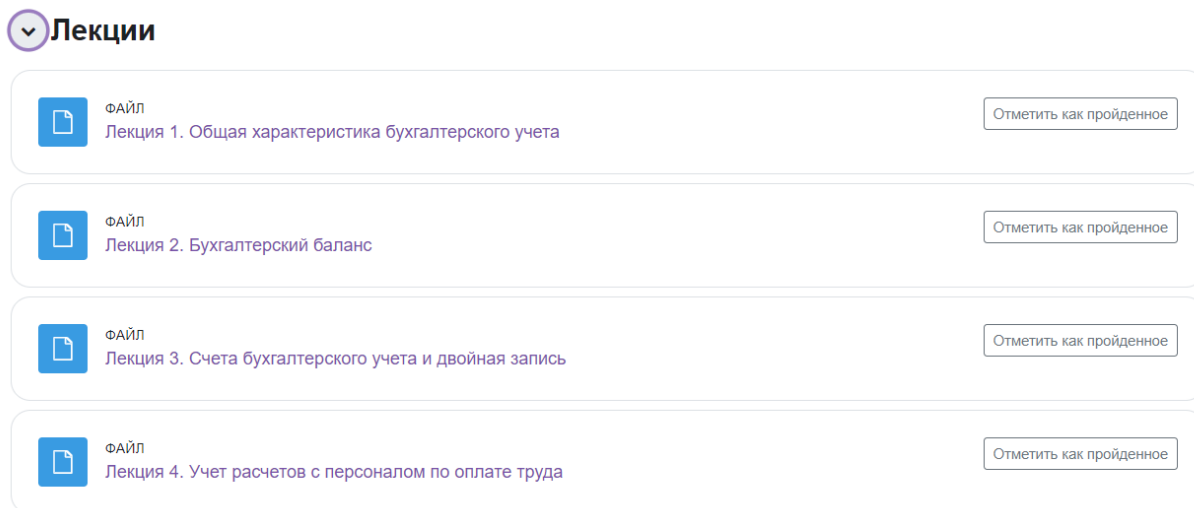 Лекции
ФАЙЛ
Лекция 1. Общая характеристика бухгалтерского учета
Отметить как пройденное
ФАЙЛ
Лекция 2. Бухгалтерский баланс
Отметить как пройденное
ФАЙЛ
Лекция 3. Счета бухгалтерского учета и двойная запись
Отметить как пройденное
ФАЙЛ
Лекция 4. Учет расчетов с персоналом по оплате труда
Отметить как пройденное